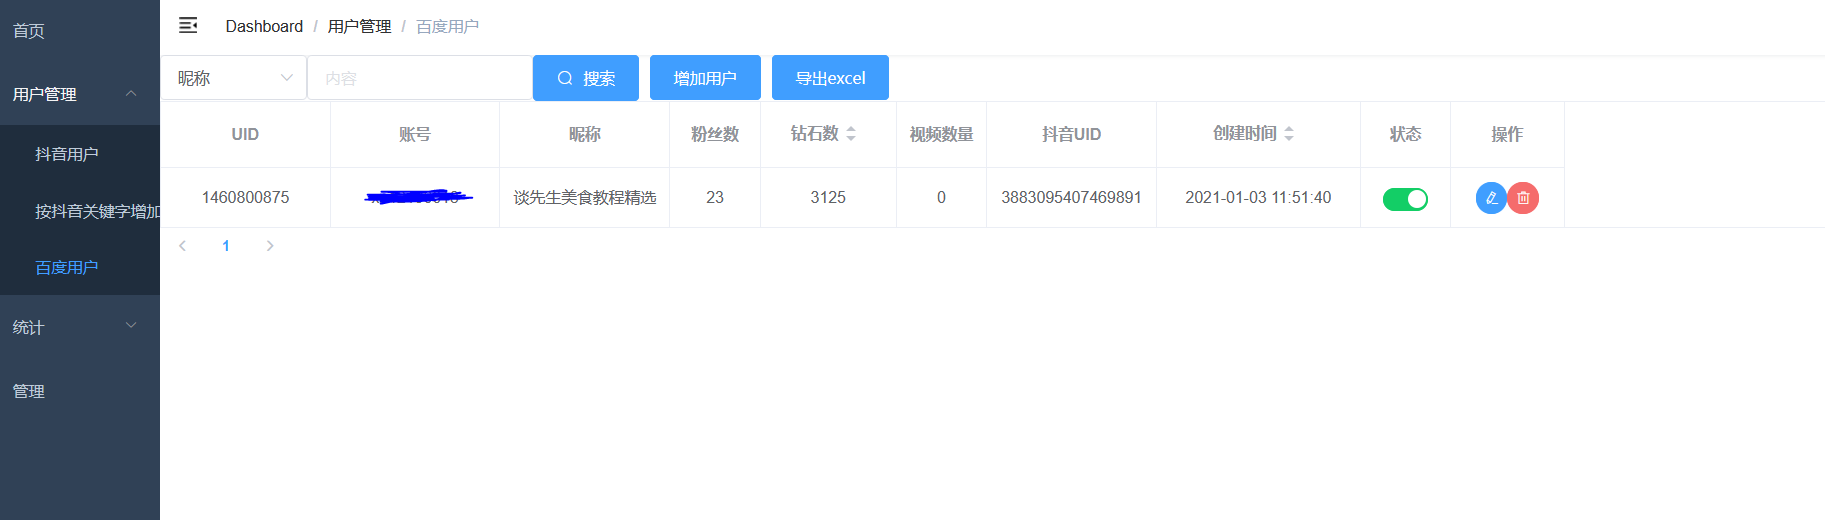 首页
用户管理
抖音用户
按抖音关键字增加
百度用户
统计
管理
Dashboard / 用户管理 / 百度用户
昵称 内容 搜索 增加用户 导出excel
UID 账号 昵称 粉丝数 钻石数 视频数量 抖音UID 创建时间 状态 操作
1460800875 谈先生美食教程精选 23 3125 0 3883095407469891 2021-01-03 11:51:40
1